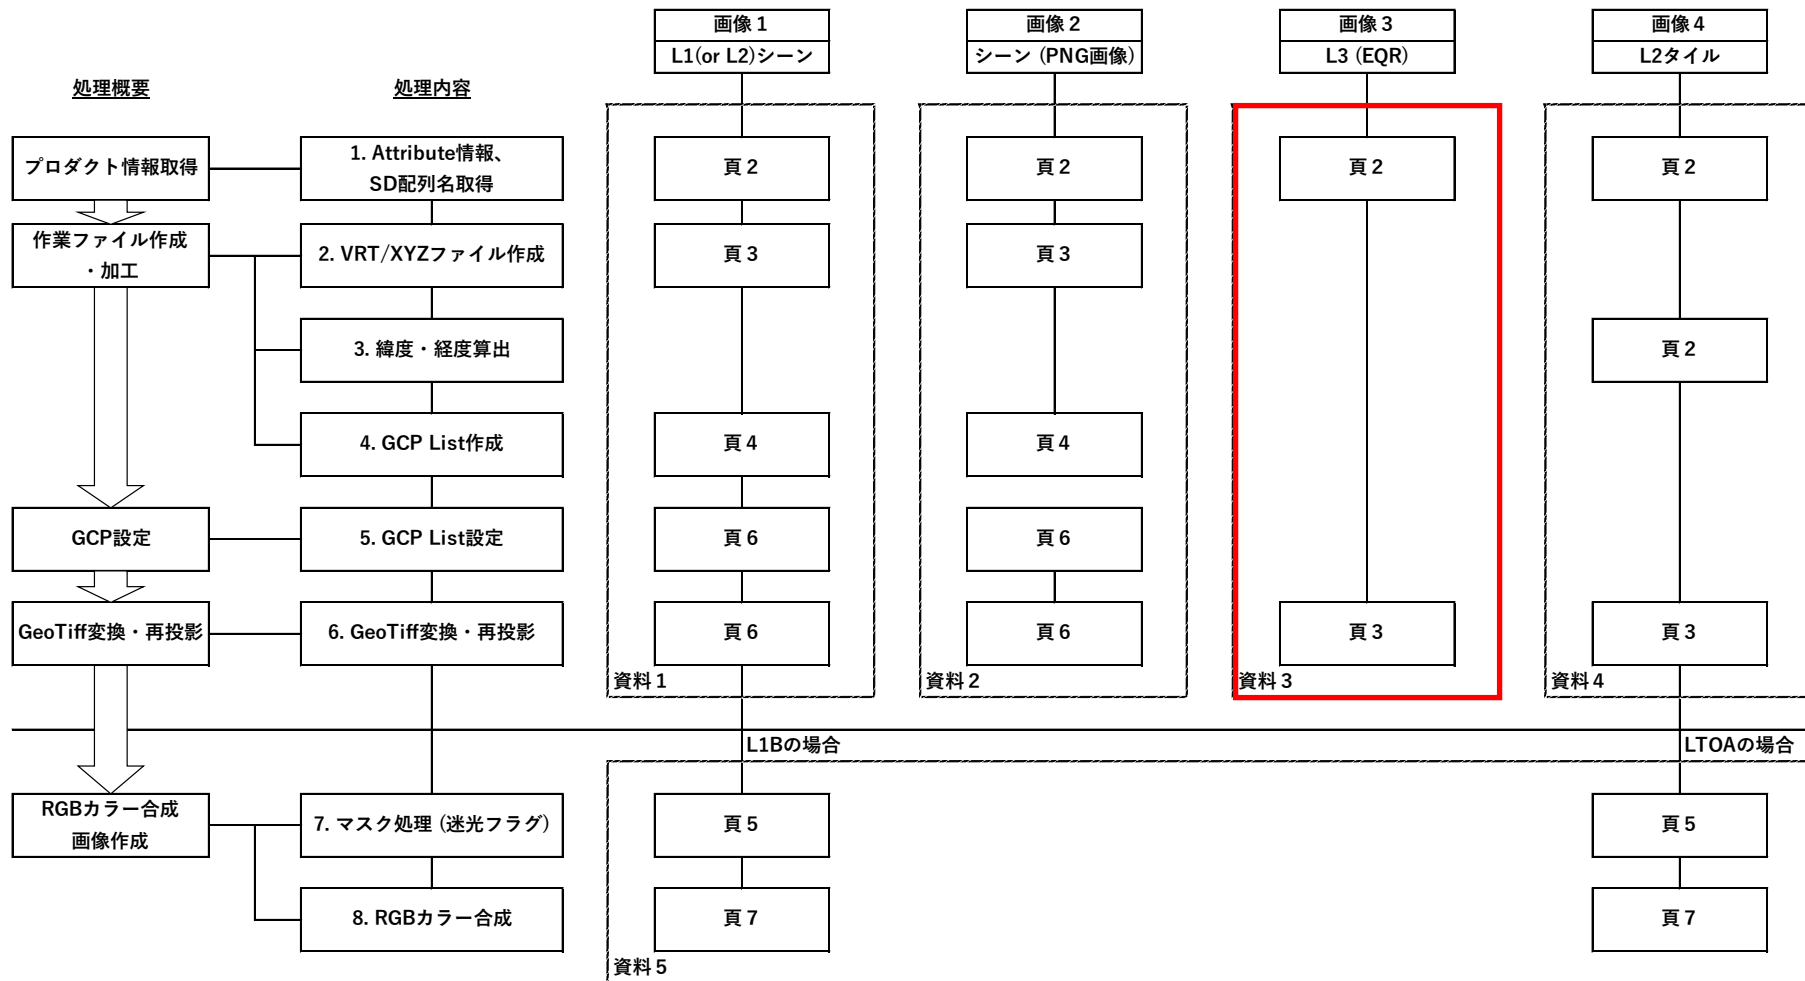 画像１
L1(or L2)シーン
画像２
シーン (PNG画像)
画像３
L3 (EQR)
画像４
L2タイル
処理概要
処理内容
プロダクト情報取得
1. Attribute情報、
SD配列名取得
頁２
頁２
頁２
頁２
作業ファイル作成
・加工
2. VRT/XYZファイル作成
頁３
頁３
3. 緯度・経度算出
頁２
4. GCP List作成
頁４
頁４
GCP設定
5. GCP List設定
頁６
頁６
GeoTiff変換・再投影
6. GeoTiff変換・再投影
頁６
頁６
頁３
頁３
資料１
資料２
資料３
資料４
L1Bの場合
LTOAの場合
RGBカラー合成
画像作成
7. マスク処理 (迷光フラグ)
頁５
頁５
8. RGBカラー合成
頁７
頁７
資料５